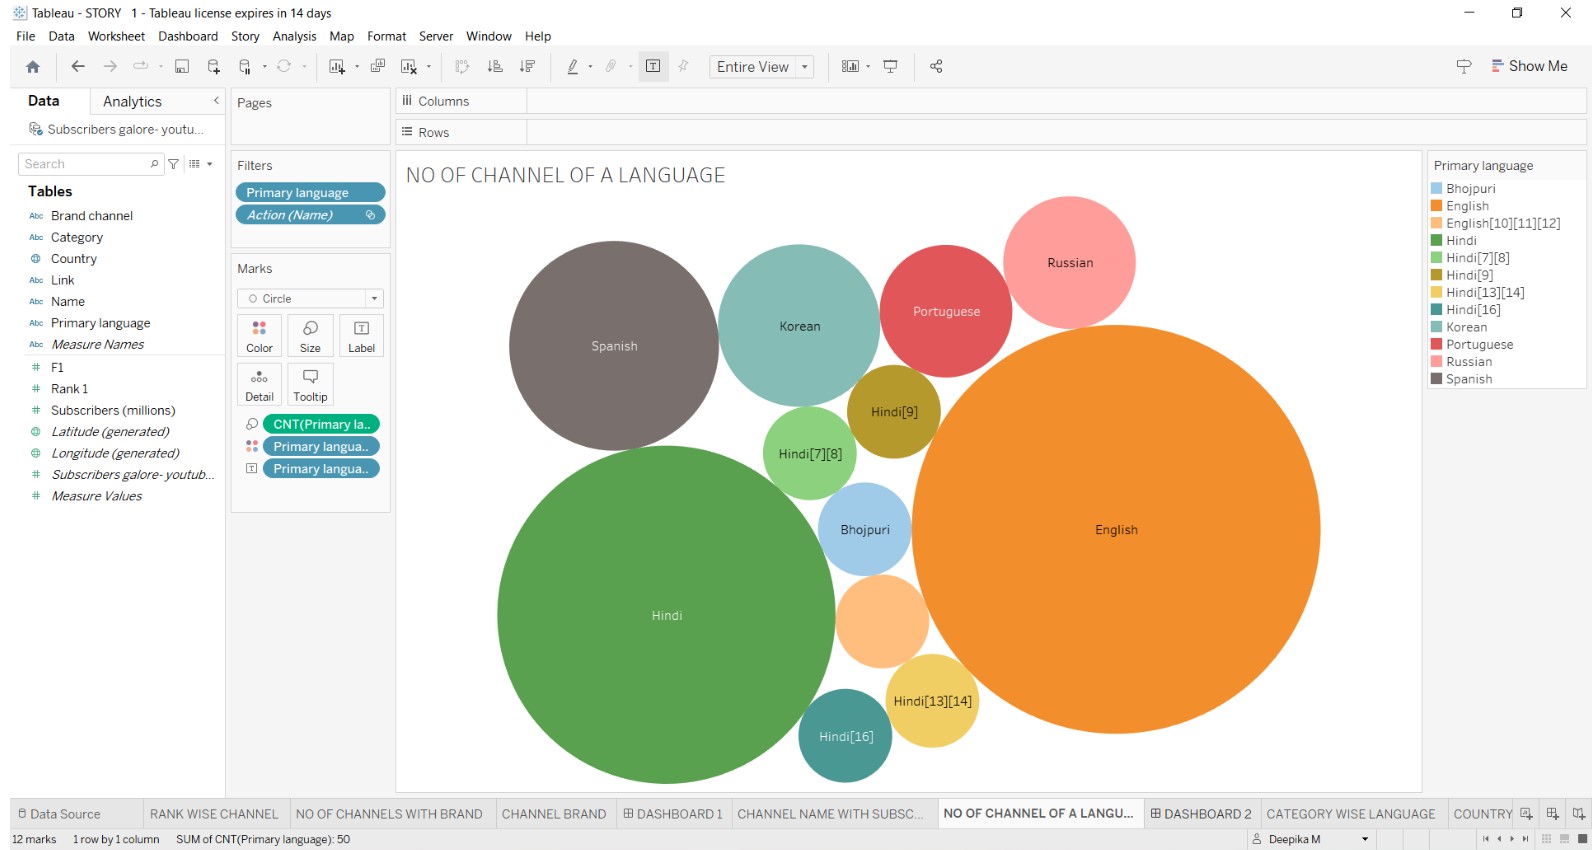 Tableau - STORY 1 - Tableau license expires in 14 days
File Data Worksheet Dashboard Story Analysis Map Format Server Window Help
Entire View
Show Me
Data Analytics
Subscribers galore- youtu...
Search
Tables
Abc Brand channel
Abc Category
Country
Abc Link
Abc Name
Abc Primary language
Abc Measure Names
# F1
# Rank 1
# Subscribers (millions)
Latitude (generated)
Longitude (generated)
# Subscribers galore- youtub...
# Measure Values
Pages
Filters
Primary language
Action (Name)
Marks
Circle
Color Size Label
Detail Tooltip
CNT(Primary la..
Primary langua..
Primary langua..
Columns
Rows
NO OF CHANNEL OF A LANGUAGE
Russian
Portuguese
Korean
Spanish
Hindi[9]
Hindi[7][8]
Bhojpuri
English
Hindi
Hindi[13][14]
Hindi[16]
Primary language
Bhojpuri
English
English[10][11][12]
Hindi
Hindi[7][8]
Hindi[9]
Hindi[13][14]
Hindi[16]
Korean
Portuguese
Russian
Spanish
Data Source RANK WISE CHANNEL NO OF CHANNELS WITH BRAND CHANNEL BRAND DASHBOARD 1 CHANNEL NAME WITH SUBSC... NO OF CHANNEL OF A LANGU... DASHBOARD 2 CATEGORY WISE LANGUAGE COUNTRY
12 marks 1 row by 1 column SUM of CNT(Primary language): 50 Deepika M